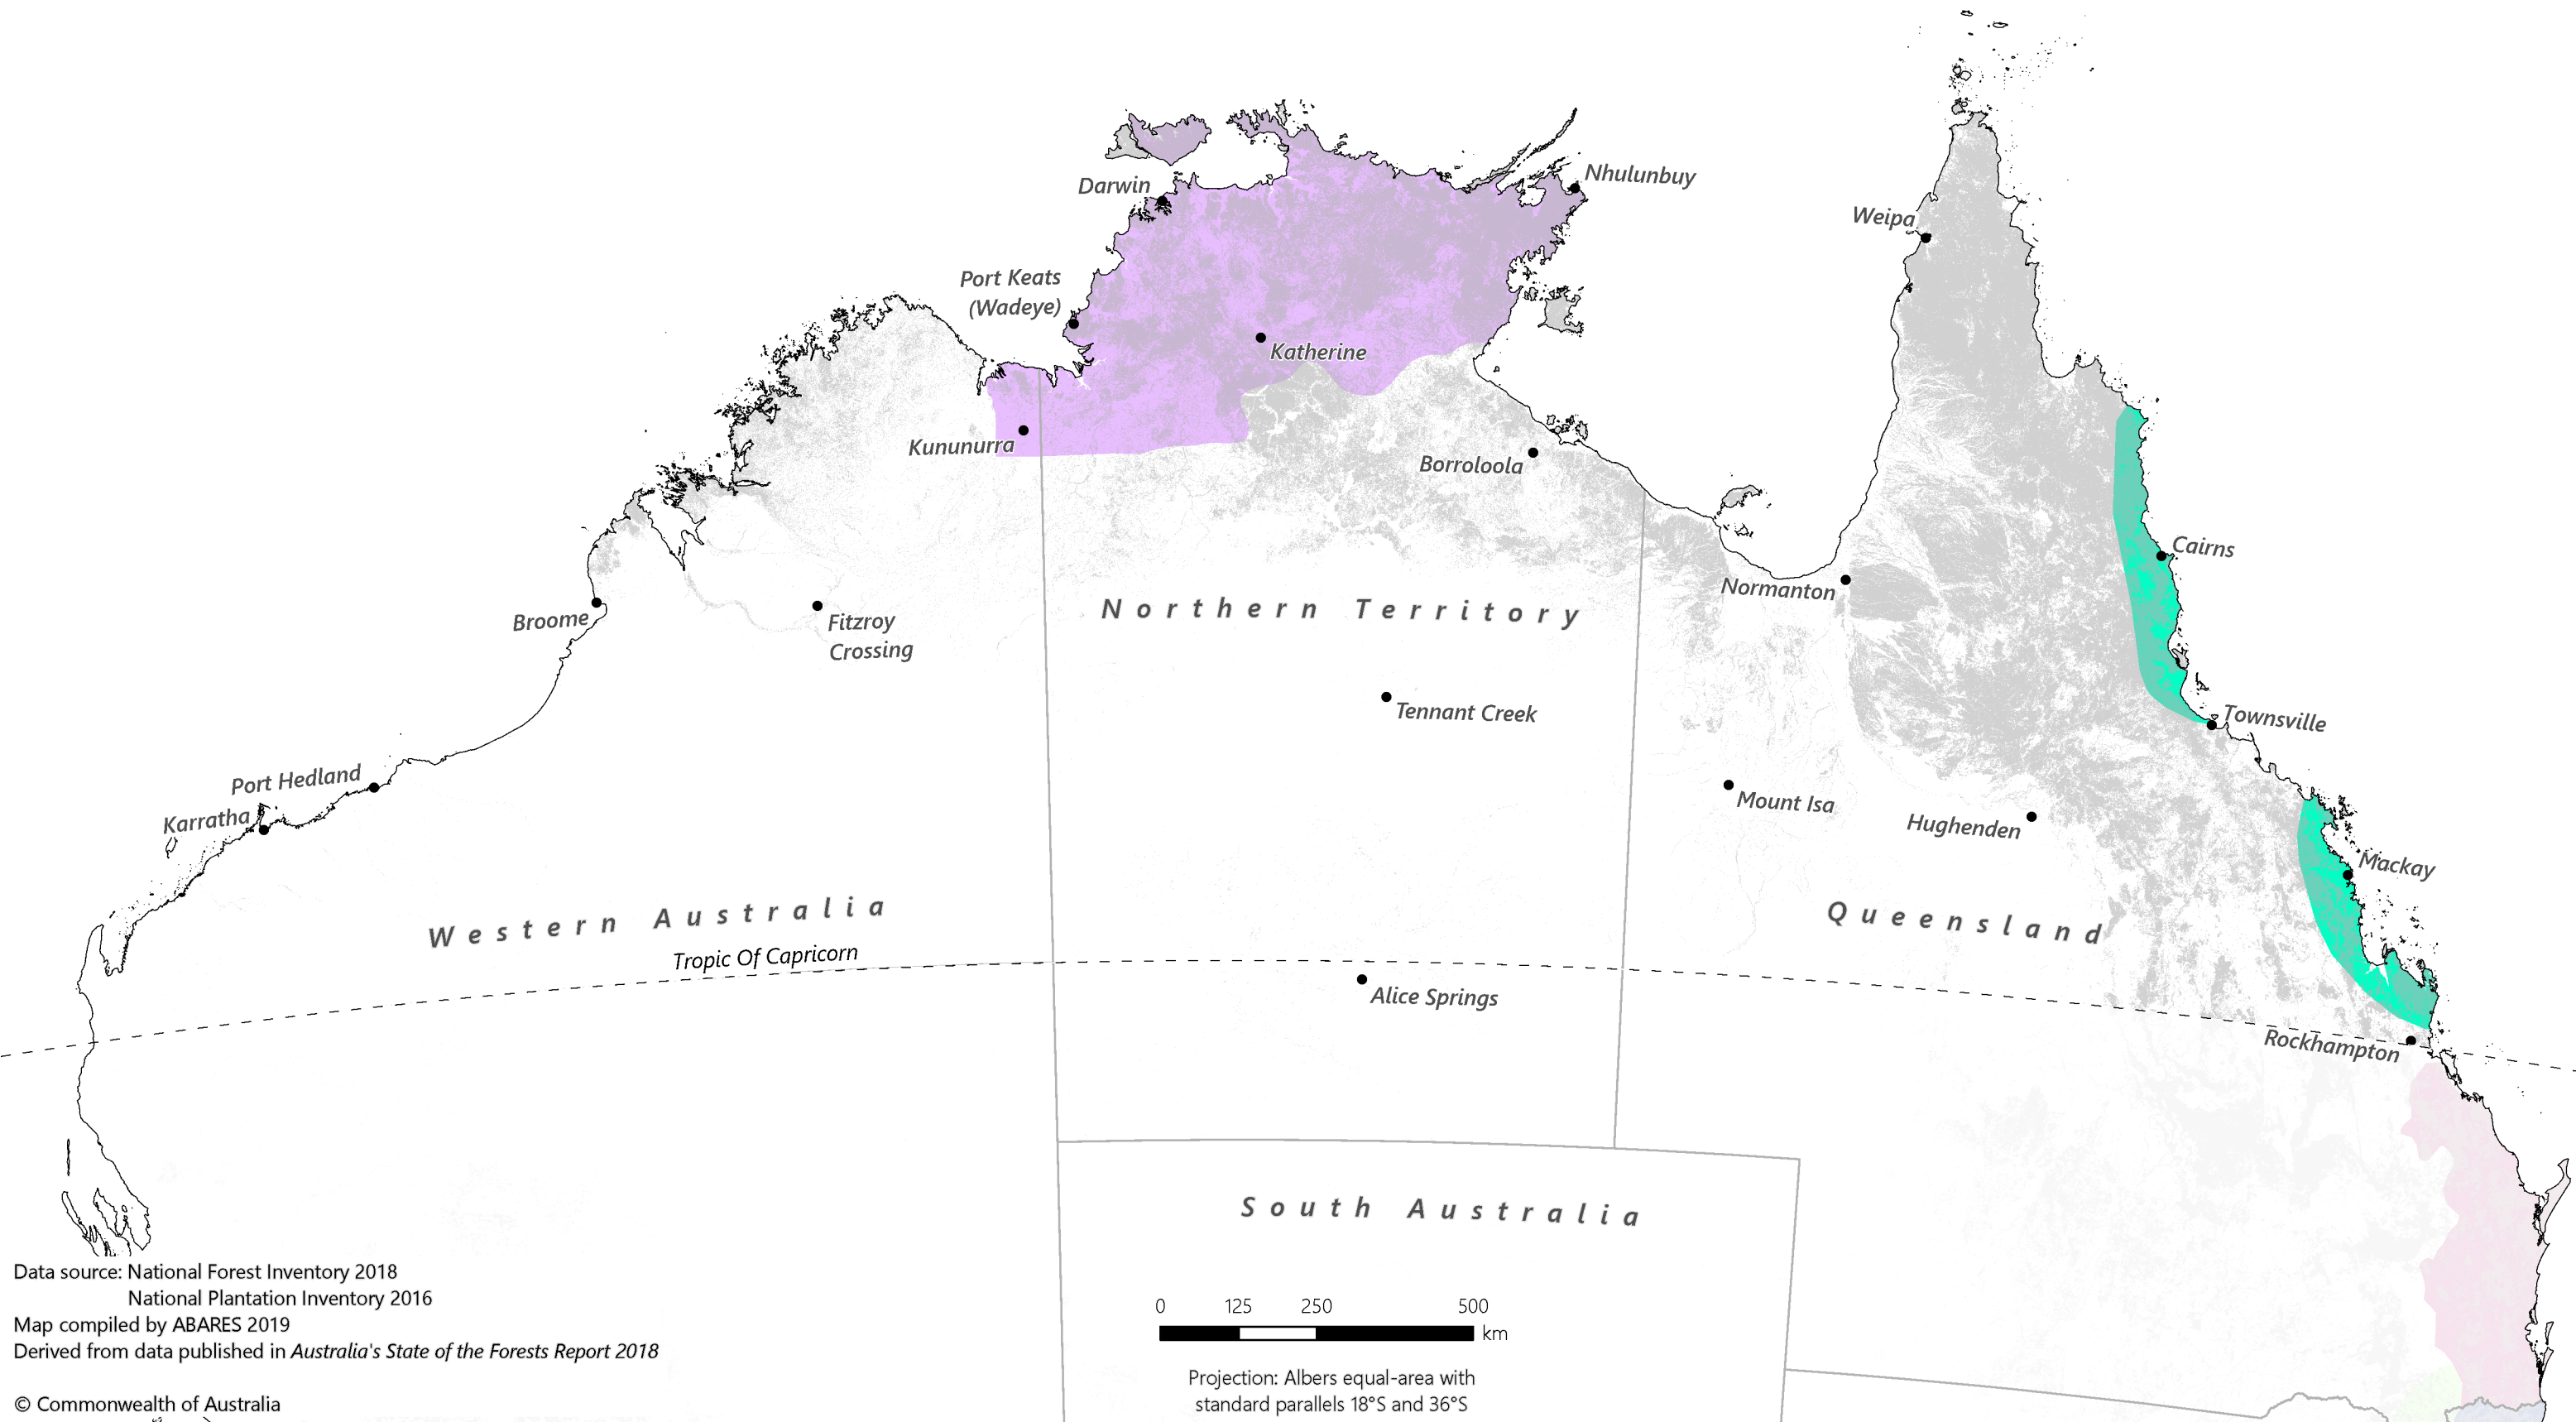 Darwin
Nhulunbuy
Weipa
Port Keats
(Wadeye)
Katherine
Kununurra
Borroloola
Cairns
Normanton
Northern Territory
Broome
Fitzroy
Crossing
Tennant Creek
Townsville
Port Hedland
Karratha
Mount Isa
Hughenden
Mackay
Western Australia
Queensland
Tropic Of Capricorn
Alice Springs
Rockhampton
South Australia
Data source: National Forest Inventory 2018
National Plantation Inventory 2016
Map compiled by ABARES 2019
Derived from data published in Australia's State of the Forests Report 2018
© Commonwealth of Australia
0 125 250 500
km
Projection: Albers equal-area with
standard parallels 18°S and 36°S